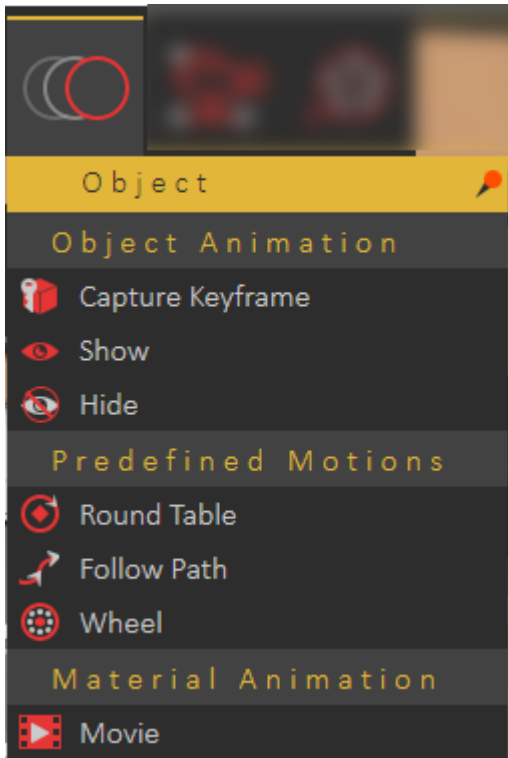 Object
Object Animation
Capture Keyframe
Show
Hide
Predefined Motions
Round Table
Follow Path
Wheel
Material Animation
Movie